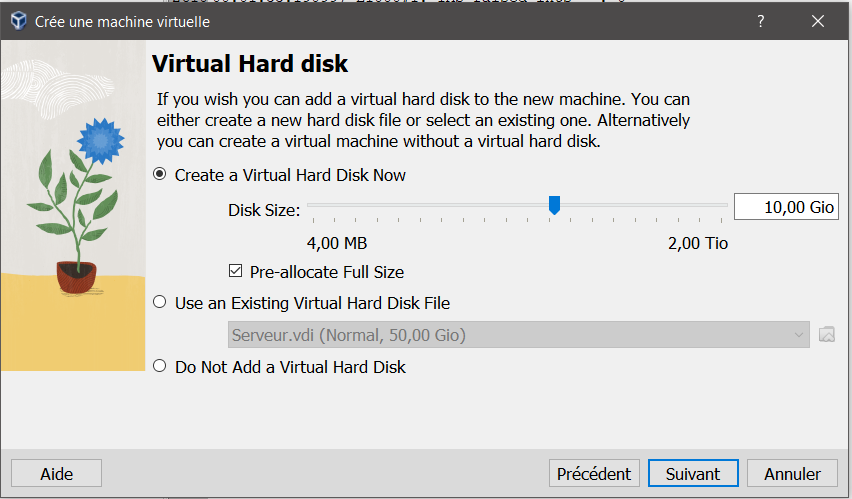 Crée une machine virtuelle
?
Virtual Hard disk
If you wish you can add a virtual hard disk to the new machine. You can
either create a new hard disk file or select an existing one. Alternatively
you can create a virtual machine without a virtual hard disk.
Create a Virtual Hard Disk Now
Disk Size:
10,00 Gio
4,00 MB
2,00 Tio
Pre-allocate Full Size
Use an Existing Virtual Hard Disk File
Serveur.vdi (Normal, 50,00 Gio)
Do Not Add a Virtual Hard Disk
Aide
Précédent
Suivant
Annuler